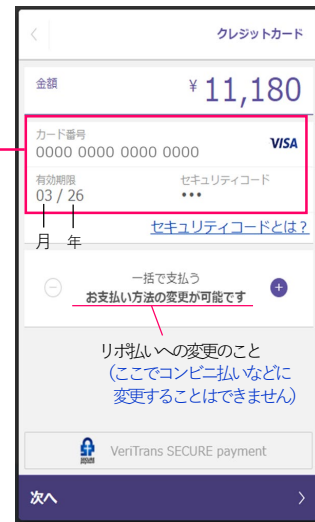 クレジットカード
金額
¥ 11,180
カード番号
0000 0000 0000 0000
VISA
有効期限
セキュリティコード
03 / 26
•••
月 年
セキュリティコードとは?
一括で支払う
お支払い方法の変更が可能です
リボ払いへの変更のこと
(ここでコンビニ払いなどに
変更することはできません)
VeriTrans SECURE payment
次へ